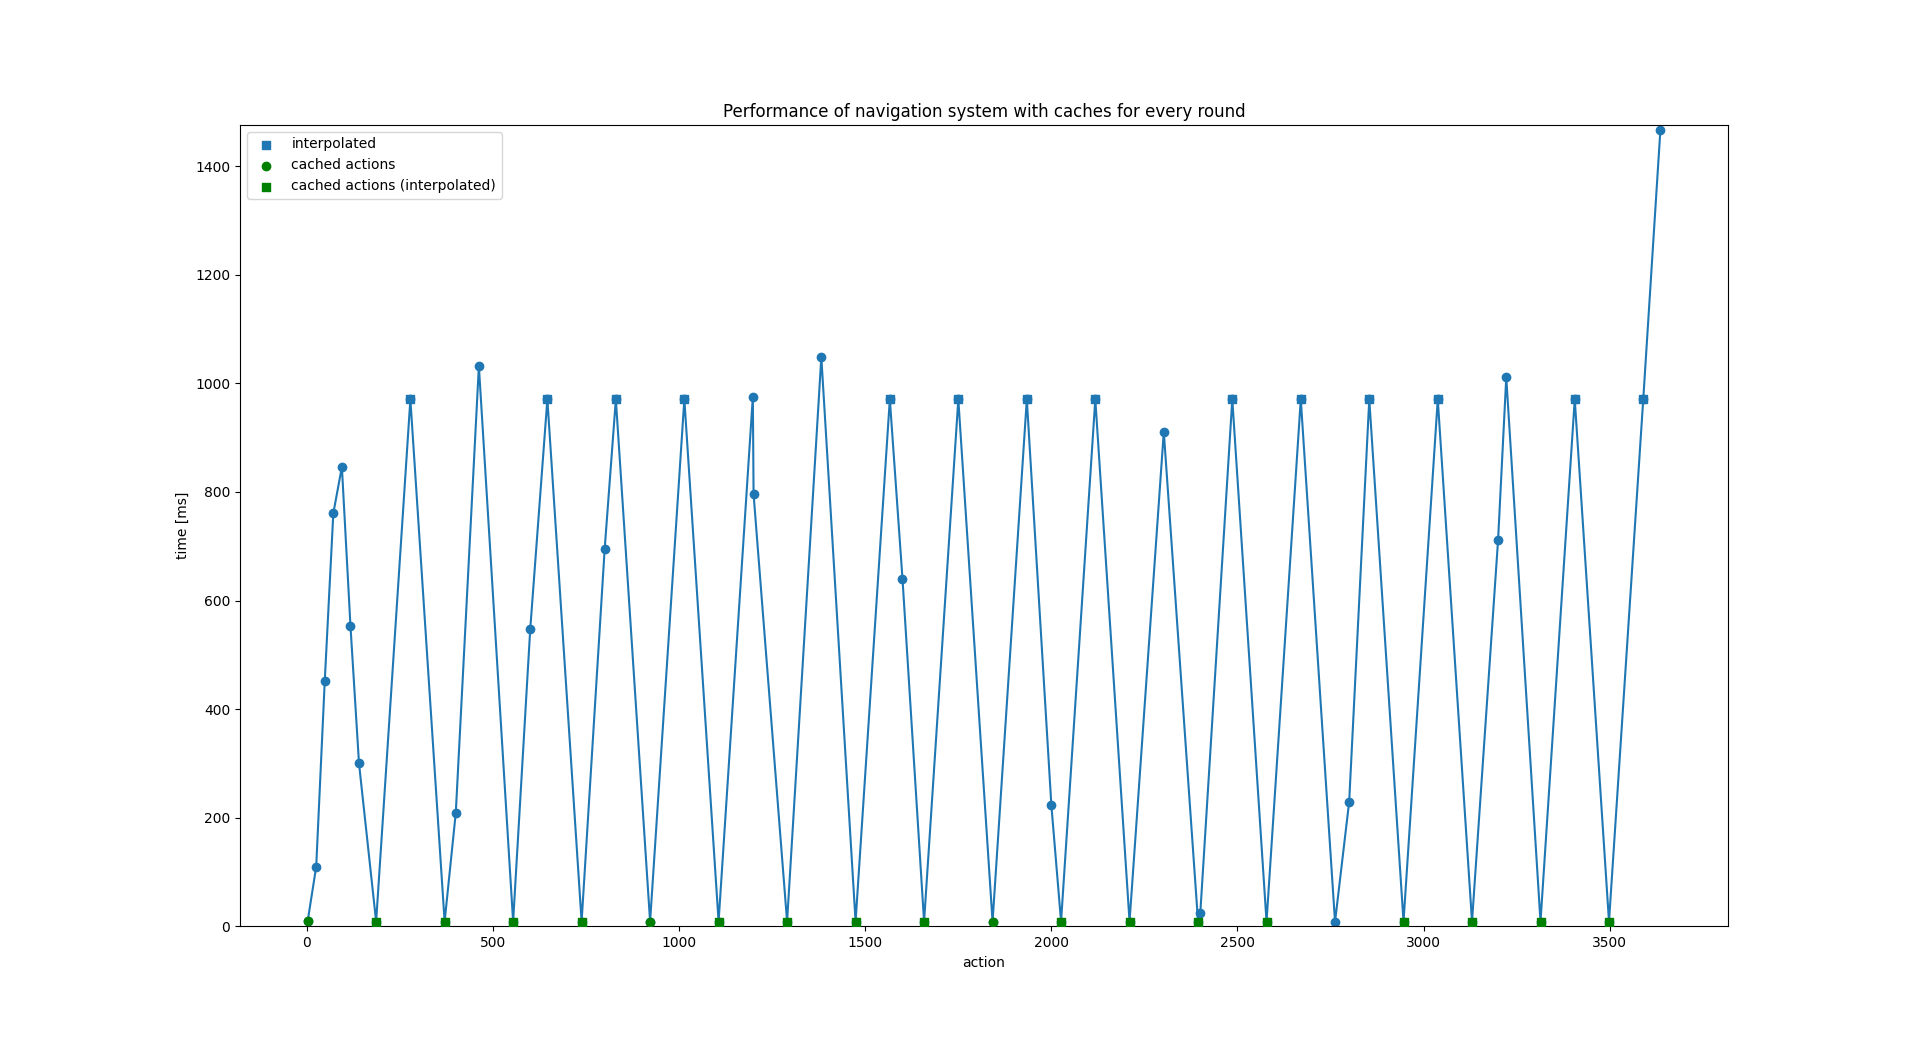 Performance of navigation system with caches for every round
interpolated
cached actions
cached actions (interpolated)
time [ms]
1400
1200
1000
800
600
400
200
0
0 500 1000 1500 2000 2500 3000 3500
action